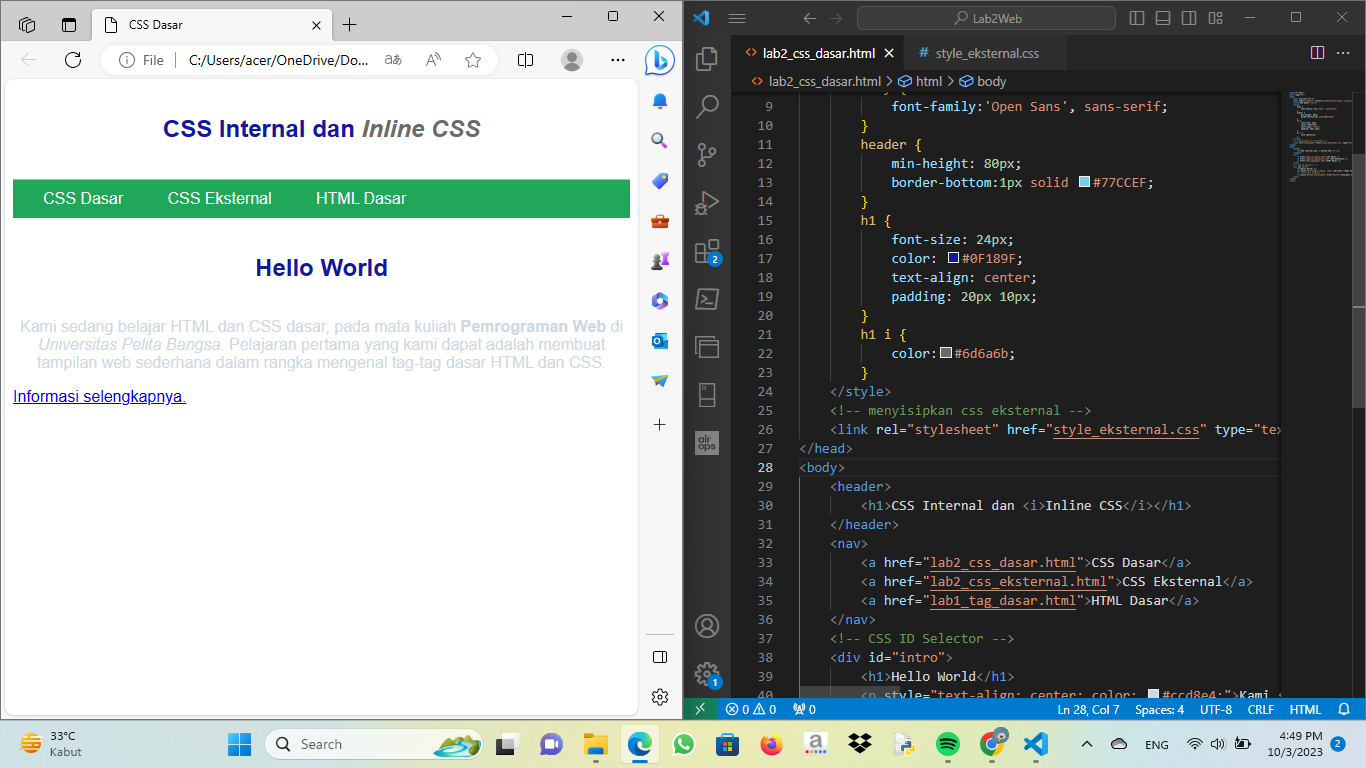 CSS Dasar
File
C:/Users/acer/OneDrive/Do...
CSS Internal dan Inline CSS
CSS Dasar CSS Eksternal HTML Dasar
Hello World
Kami sedang belajar HTML dan CSS dasar, pada mata kuliah Pemrograman Web di
Universitas Pelita Bangsa. Pelajaran pertama yang kami dapat adalah membuat
tampilan web sederhana dalam rangka mengenal tag-tag dasar HTML dan CSS.
Informasi selengkapnya.
Lab2Web
lab2_css_dasar.html style_eksternal.css
lab2_css_dasar.html > html > body
9 font-family:'Open Sans', sans-serif;
10 }
11 header {
12 min-height: 80px;
13 border-bottom:1px solid #77CCEF;
14 }
15 h1 {
16 font-size: 24px;
17 color: #0F189F;
18 text-align: center;
19 padding: 20px 10px;
20 }
21 h1 i {
22 color:#6d6a6b;
23 }
24 </style>
25 <!-- menyisipkan css eksternal -->
26 <link rel="stylesheet" href="style_eksternal.css" type="tex
27 </head>
28 <body>
29 <header>
30 <h1>CSS Internal dan <i>Inline CSS</i></h1>
31 </header>
32 <nav>
33 <a href="lab2_css_dasar.html">CSS Dasar</a>
34 <a href="lab2_css_eksternal.html">CSS Eksternal</a>
35 <a href="lab1_tag_dasar.html">HTML Dasar</a>
36 </nav>
37 <!-- CSS ID Selector -->
38 <div id="intro">
39 <h1>Hello World</h1>
40 <p style="text-align: center; color: #ccd8e4;">Kami
2
air ops
1
0 0 0
Ln 28, Col 7 Spaces: 4 UTF-8 CRLF HTML
33°C
Kabut
Search
ENG
4:49 PM
10/3/2023
2